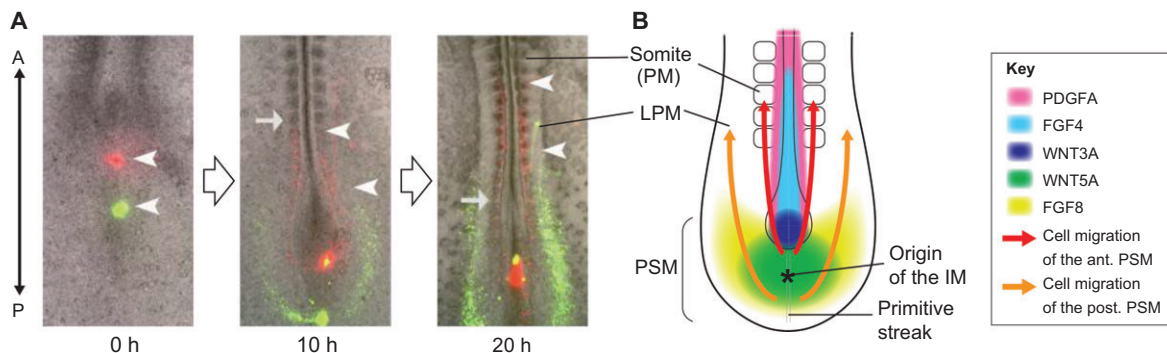 A
A
P
0 h
10 h
20 h
Somite
(PM)
LPM
B
PSM
Origin
of the IM
Primitive
streak
Key
PDGFA
FGF4
WNT3A
WNT5A
FGF8
Cell migration
of the ant. PSM
Cell migration
of the post. PSM
*